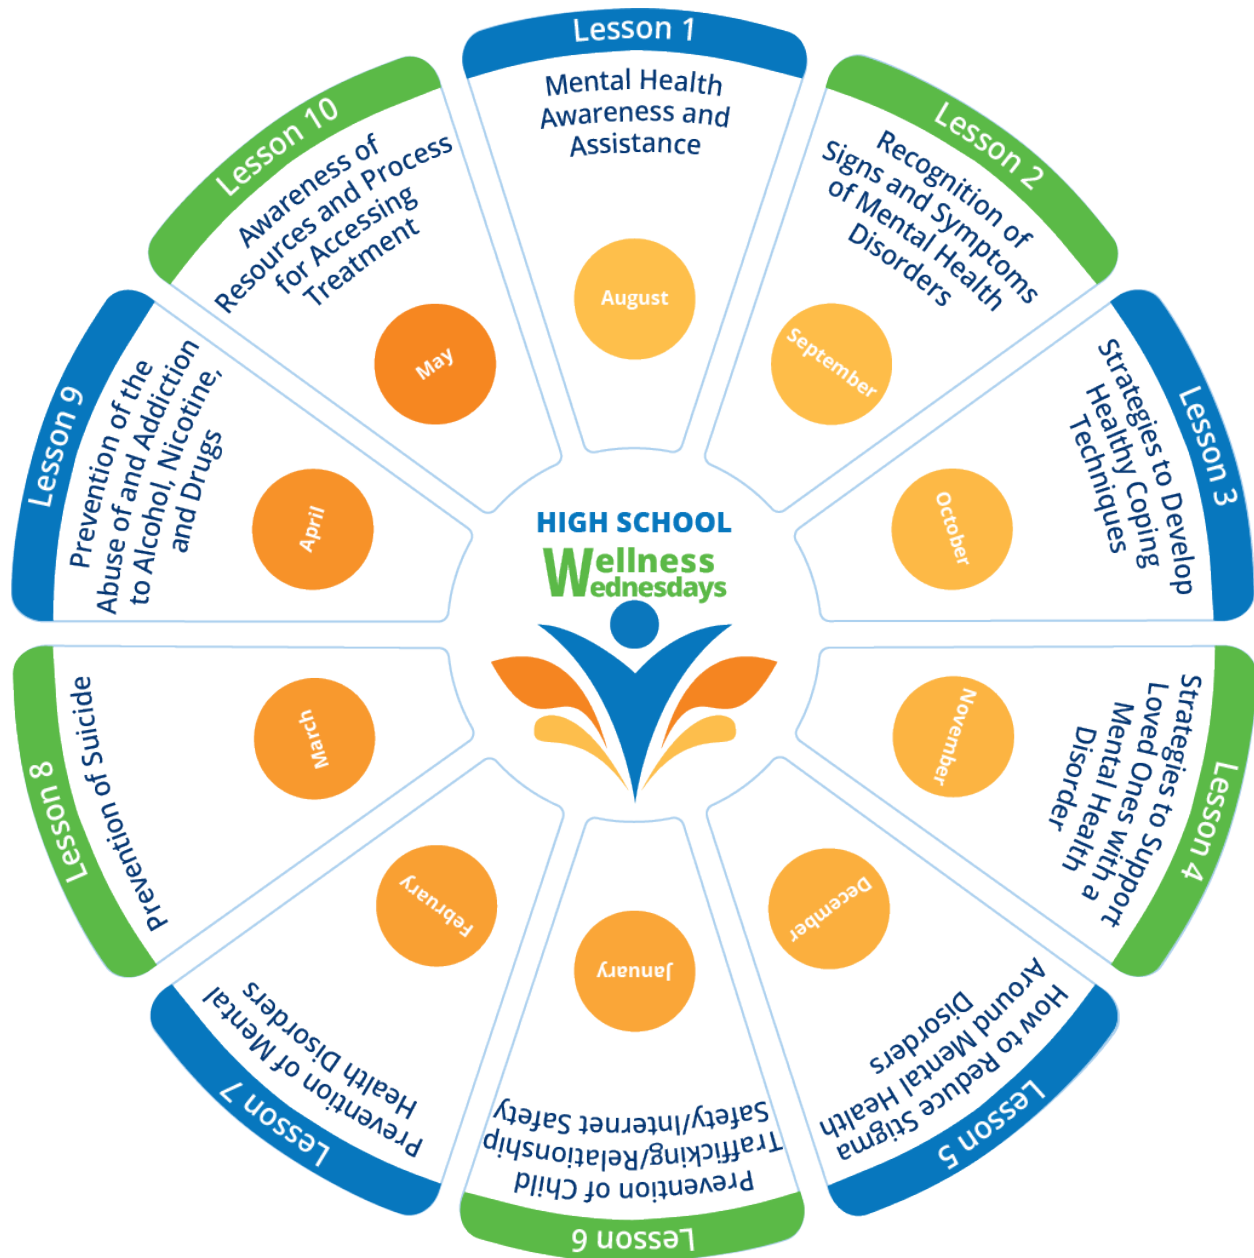 HIGH SCHOOL
Wellness
Wednesdays
Lesson 1
Mental Health
Awareness and
Assistance
August
Lesson 2
Recognition of
Signs and Symptoms
of Mental Health
Disorders
September
Lesson 3
Strategies to Develop
Healthy Coping
Techniques
October
Lesson 4
Strategies to Support
Loved Ones with a
Mental Health
Disorder
November
Lesson 5
How to Reduce Stigma
Around Mental Health
Disorders
December
Lesson 6
Prevention of Child
Trafficking/Relationship
Safety/Internet Safety
January
Lesson 7
Prevention of Mental
Health Disorders
February
Lesson 8
Prevention of Suicide
March
Lesson 9
Prevention of the
Abuse of and Addiction
to Alcohol, Nicotine,
and Drugs
April
Lesson 10
Awareness of
Resources and Process
for Accessing
Treatment
May